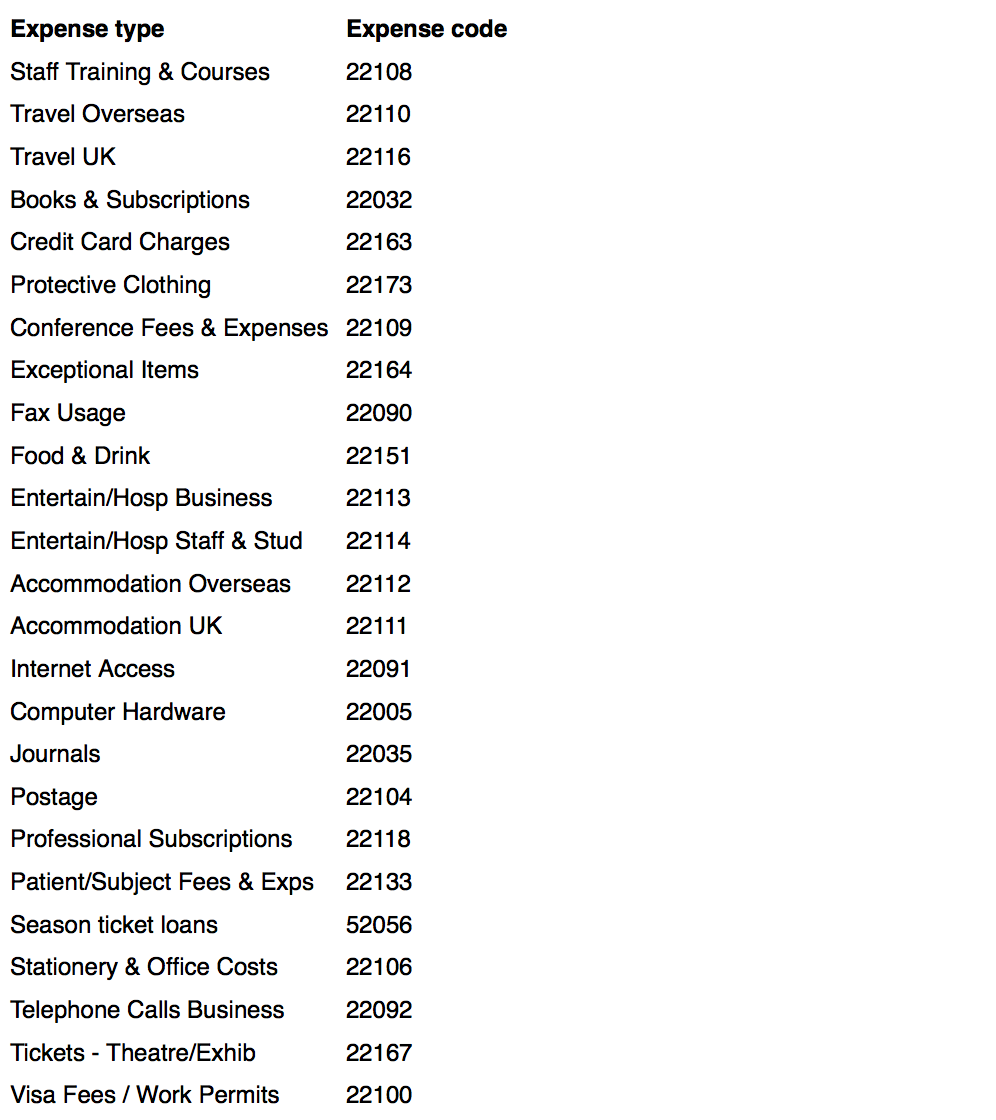 Expense type Expense code
Staff Training & Courses 22108
Travel Overseas 22110
Travel UK 22116
Books & Subscriptions 22032
Credit Card Charges 22163
Protective Clothing 22173
Conference Fees & Expenses 22109
Exceptional Items 22164
Fax Usage 22090
Food & Drink 22151
Entertain/Hosp Business 22113
Entertain/Hosp Staff & Stud 22114
Accommodation Overseas 22112
Accommodation UK 22111
Internet Access 22091
Computer Hardware 22005
Journals 22035
Postage 22104
Professional Subscriptions 22118
Patient/Subject Fees & Exps 22133
Season ticket loans 52056
Stationery & Office Costs 22106
Telephone Calls Business 22092
Tickets - Theatre/Exhib 22167
Visa Fees / Work Permits 22100